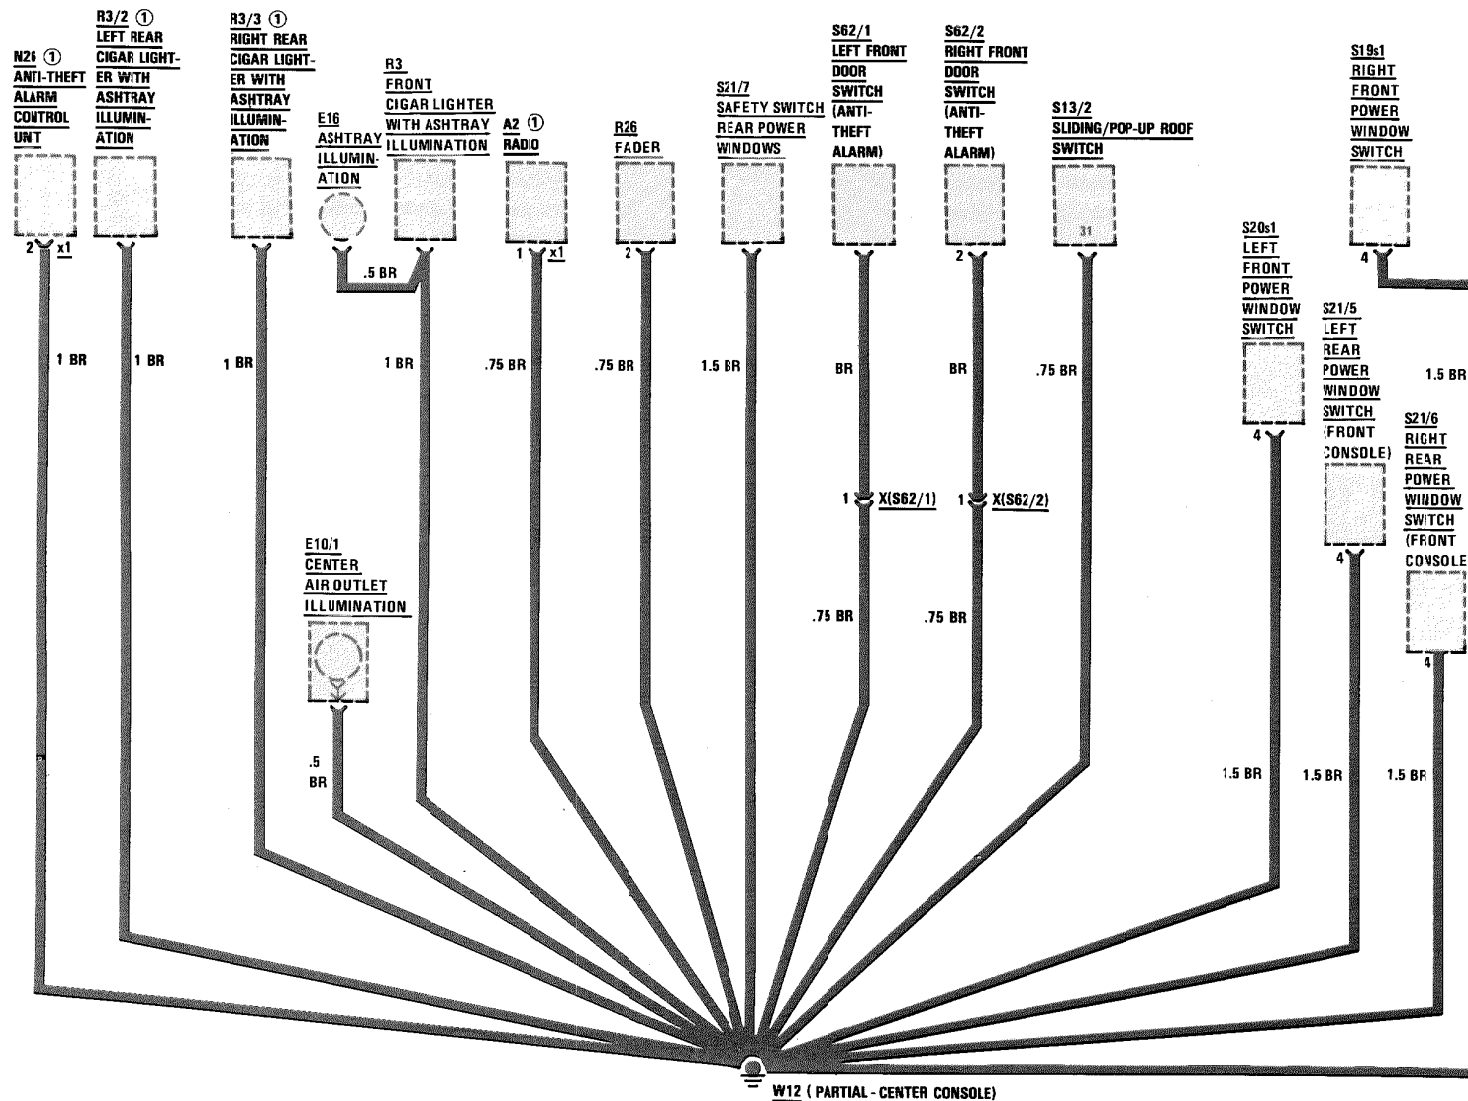 N26 ①
ANTI-THEFT
ALARM
CONTROL
UNIT
2 x1
1 BR
R3/2 ①
LEFT REAR
CIGAR LIGHT-
ER WITH
ASHTRAY
ILLUMIN-
ATION
1 BR
R3/3 ①
RIGHT REAR
CIGAR LIGHT-
ER WITH
ASHTRAY
ILLUMIN-
ATION
1 BR
E16
ASHTRAY
ILLUMIN-
ATION
.5 BR
R3
FRONT
CIGAR LIGHTER
WITH ASHTRAY
ILLUMINATION
1 BR
E10/1
CENTER
AIR OUTLET
ILLUMINATION
.5
BR
A2 ①
RADIO
1 x1
.75 BR
R26
FADER
2
.75 BR
S21/7
SAFETY SWITCH
REAR POWER
WINDOWS
1.5 BR
S62/1
LEFT FRONT
DOOR
SWITCH
(ANTI-
THEFT
ALARM)
BR
1 X(S62/1)
.75 BR
S62/2
RIGHT FRONT
DOOR
SWITCH
(ANTI-
THEFT
ALARM)
2
BR
1 X(S62/2)
.75 BR
S13/2
SLIDING/POP-UP ROOF
SWITCH
31
.75 BR
S20s1
LEFT
FRONT
POWER
WINDOW
SWITCH
4
1.5 BR
S21/5
LEFT
REAR
POWER
WINDOW
SWITCH
(FRONT
CONSOLE)
4
1.5 BR
S19s1
RIGHT
FRONT
POWER
WINDOW
SWITCH
4
1.5 BR
S21/6
RIGHT
REAR
POWER
WINDOW
SWITCH
(FRONT
CONSOLE
4
1.5 BR
W12 (PARTIAL - CENTER CONSOLE)